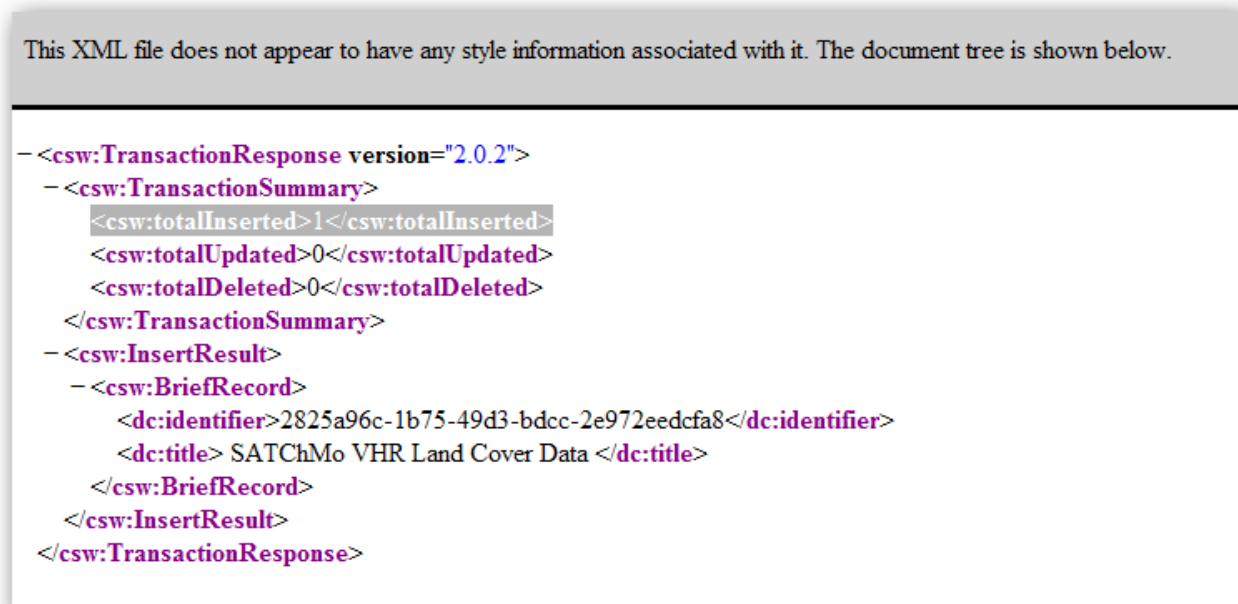 This XML file does not appear to have any style information associated with it. The document tree is shown below.
−<csw:TransactionResponse version="2.0.2">
−<csw:TransactionSummary>
<csw:totalInserted>1</csw:totalInserted>
<csw:totalUpdated>0</csw:totalUpdated>
<csw:totalDeleted>0</csw:totalDeleted>
</csw:TransactionSummary>
−<csw:InsertResult>
−<csw:BriefRecord>
<dc:identifier>2825a96c-1b75-49d3-bdcc-2e972eedcfa8</dc:identifier>
<dc:title> SATChMo VHR Land Cover Data </dc:title>
</csw:BriefRecord>
</csw:InsertResult>
</csw:TransactionResponse>